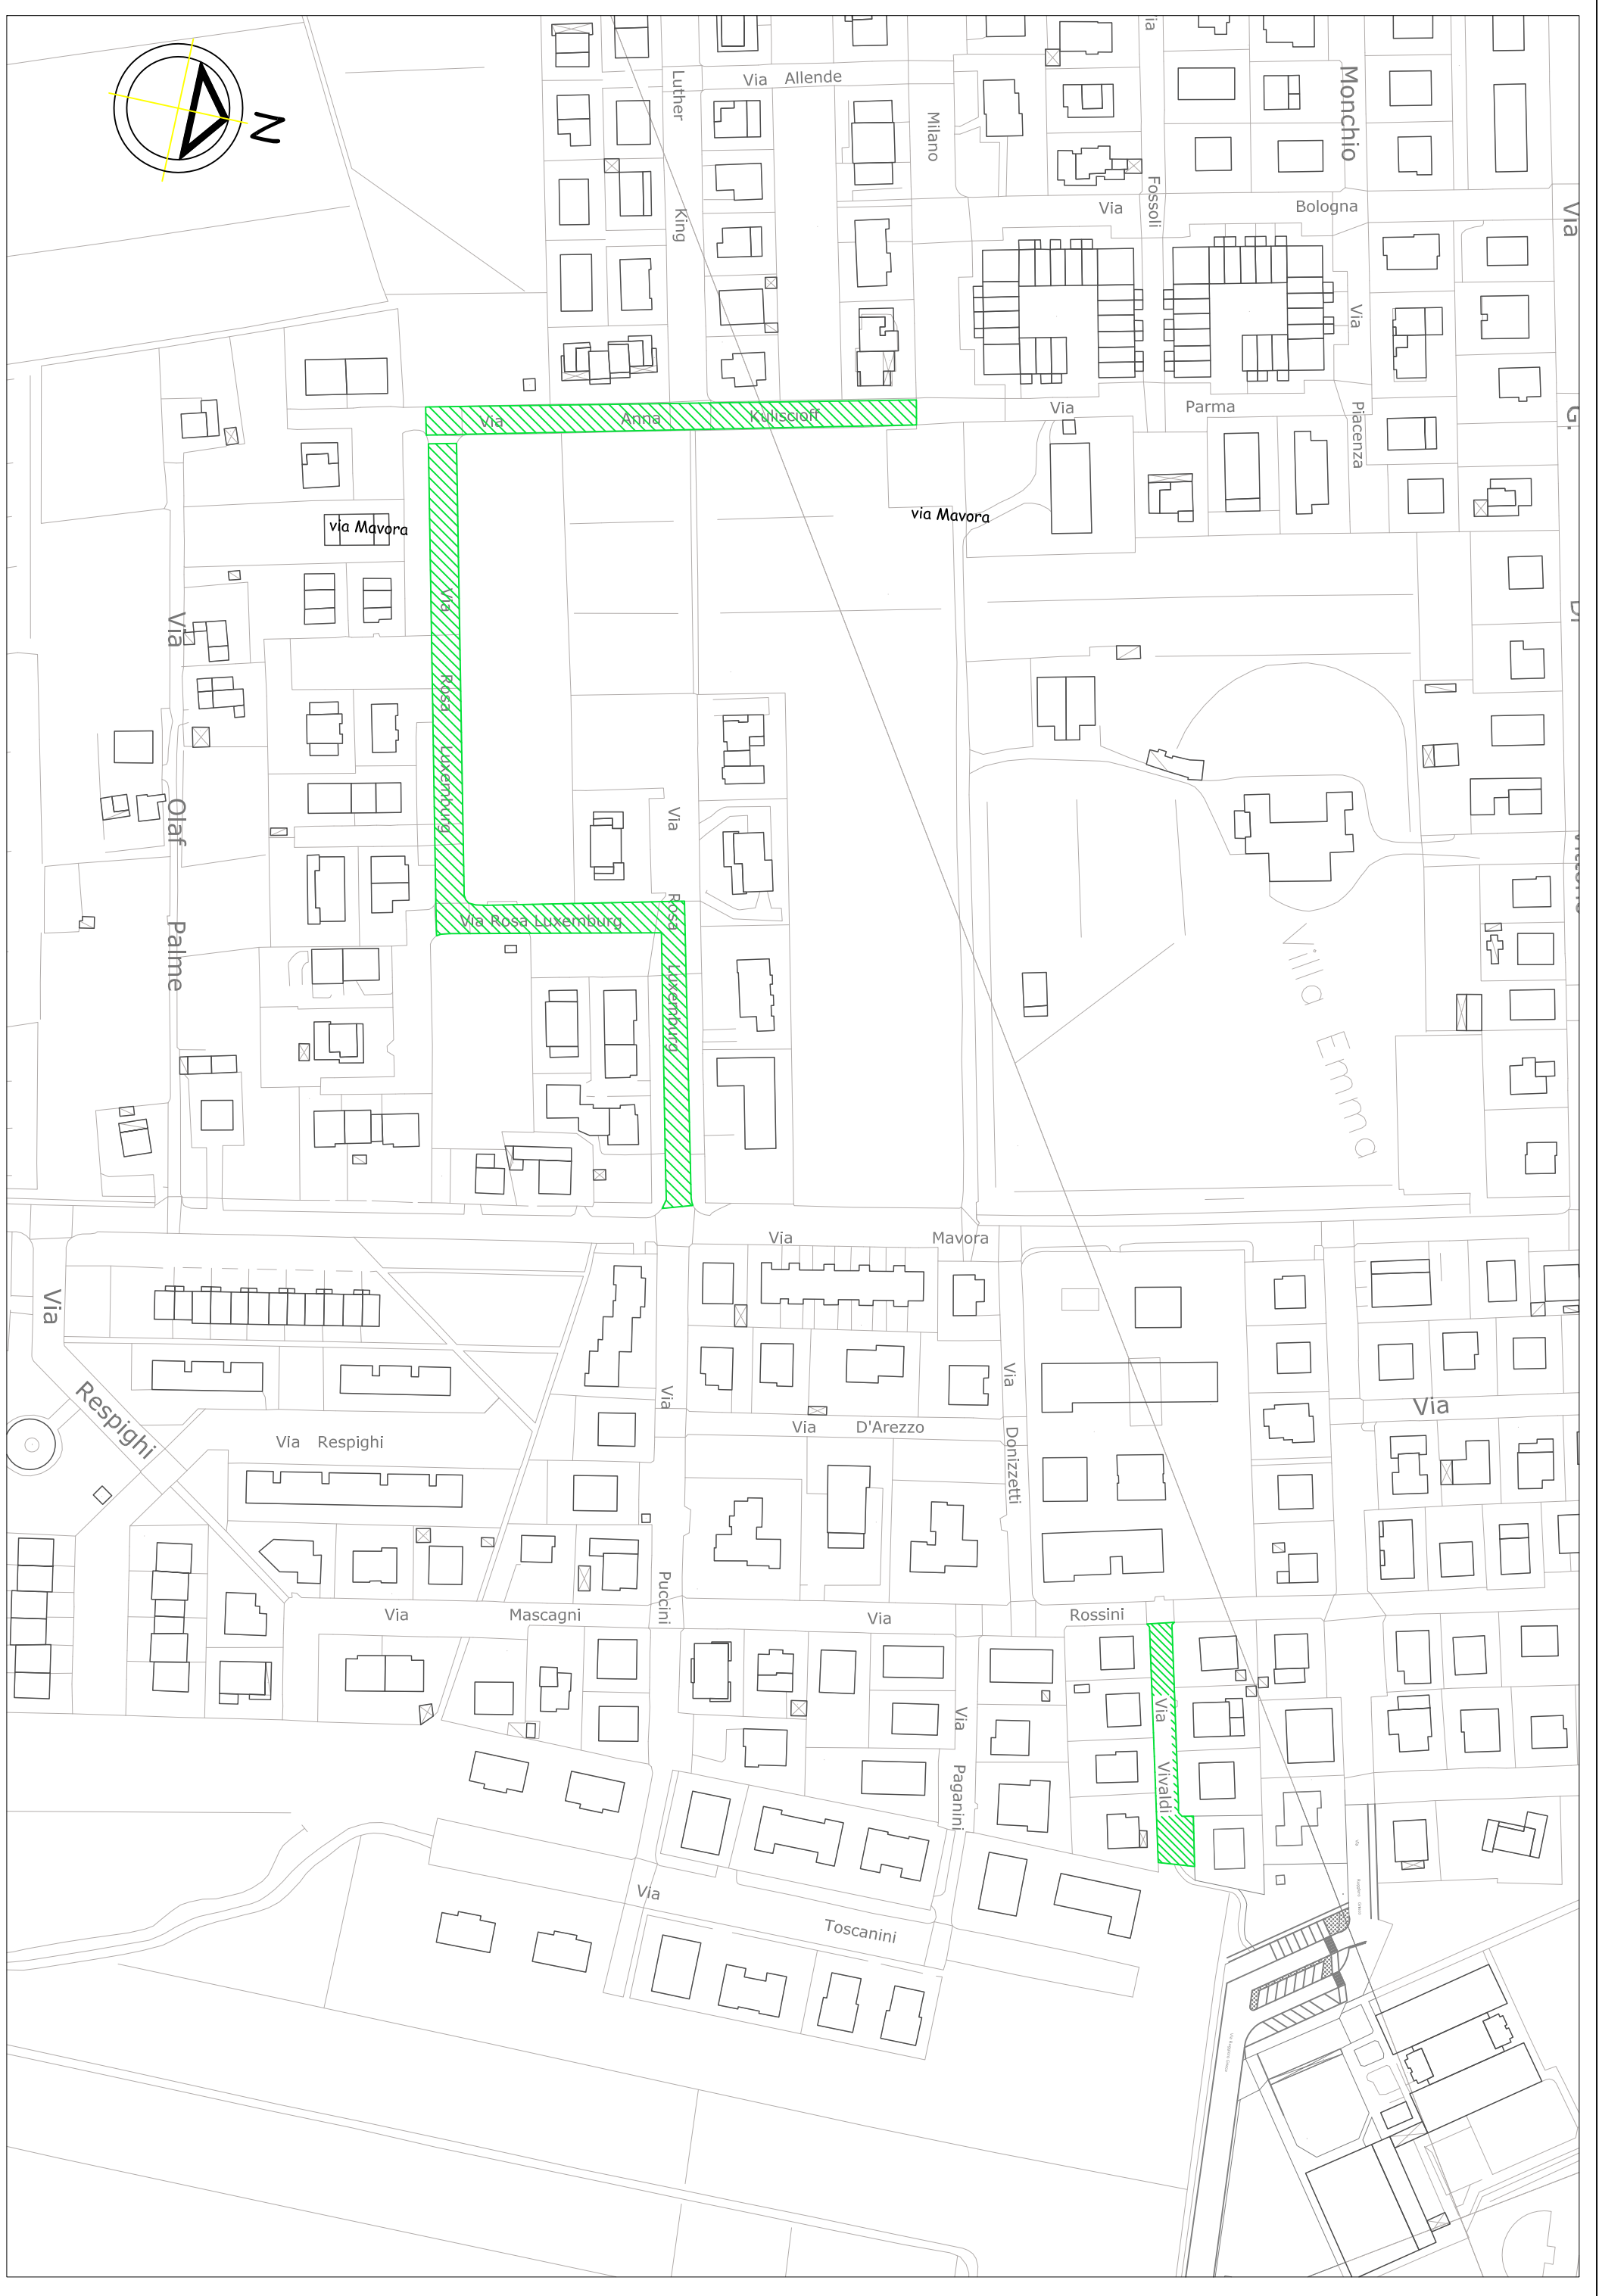 Via Allende
Luther
King
Milano
Via
Fossoli
Monchio
N
Via Bologna
Via
Via Anna Kuliscioff
Via Parma
Via
Piacenza
G.
via Mavora
via Mavora
Via
Olaf
Palme
Via
Rosa
Luxemburg
Via
Rosa
Luxemburg
Via Rosa Luxemburg
Villa Emma
Via Mavora
Via
Respighi
Via Respighi
Via
Puccini
Via D'Arezzo
Via
Donizzetti
Via
Via Mascagni
Via Rossini
Via
Paganini
Via
Vivaldi
Via
Toscanini